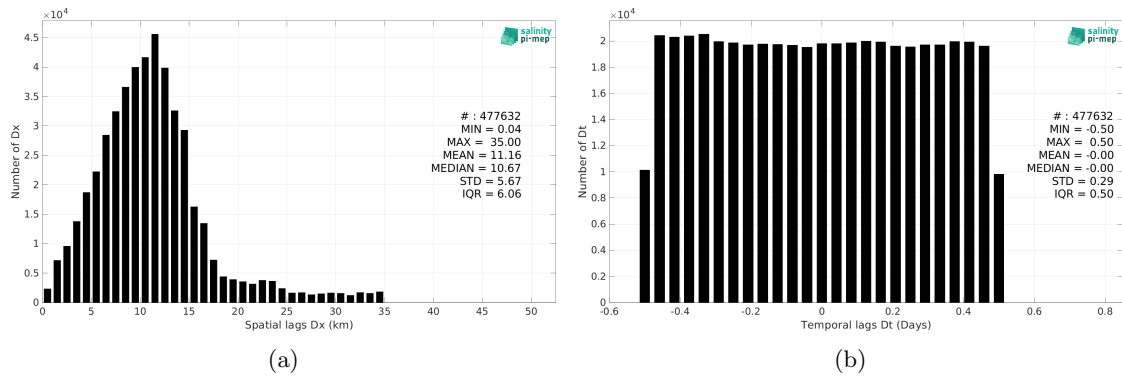 ×10⁴
4.5
4
3.5
3
2.5
2
1.5
1
0.5
0
0 5 10 15 20 25 30 35 40 45 50
Number of Dx
Spatial lags Dx (km)
salinity
pi-mep
# : 477632
MIN = 0.04
MAX = 35.00
MEAN = 11.16
MEDIAN = 10.67
STD = 5.67
IQR = 6.06
(a)
×10⁴
2
1.8
1.6
1.4
1.2
1
0.8
0.6
0.4
0.2
0
-0.6 -0.4 -0.2 0 0.2 0.4 0.6 0.8
Number of Dt
Temporal lags Dt (Days)
salinity
pi-mep
# : 477632
MIN = -0.50
MAX = 0.50
MEAN = -0.00
MEDIAN = -0.00
STD = 0.29
IQR = 0.50
(b)